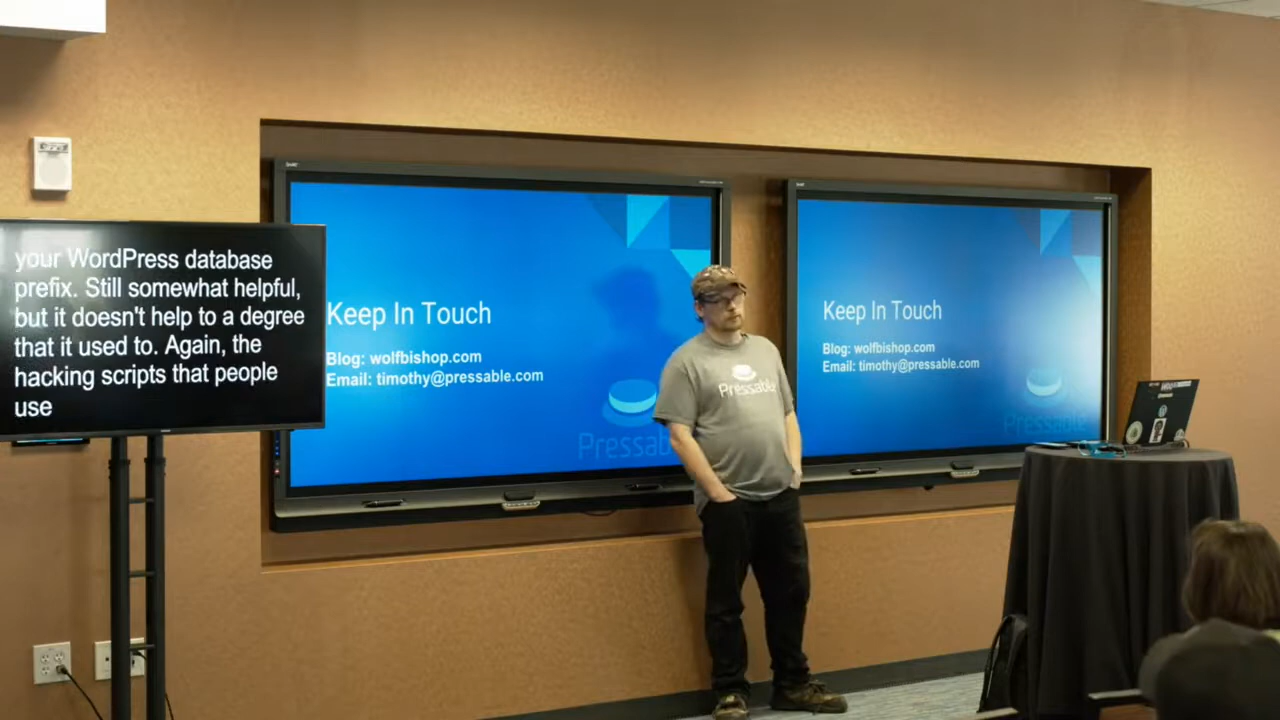 your WordPress database
prefix. Still somewhat helpful,
but it doesn't help to a degree
that it used to. Again, the
hacking scripts that people
use
Keep In Touch
Blog: wolfbishop.com
Email: timothy@pressable.com
Pressable
Keep In Touch
Blog: wolfbishop.com
Email: timothy@pressable.com
Pressable